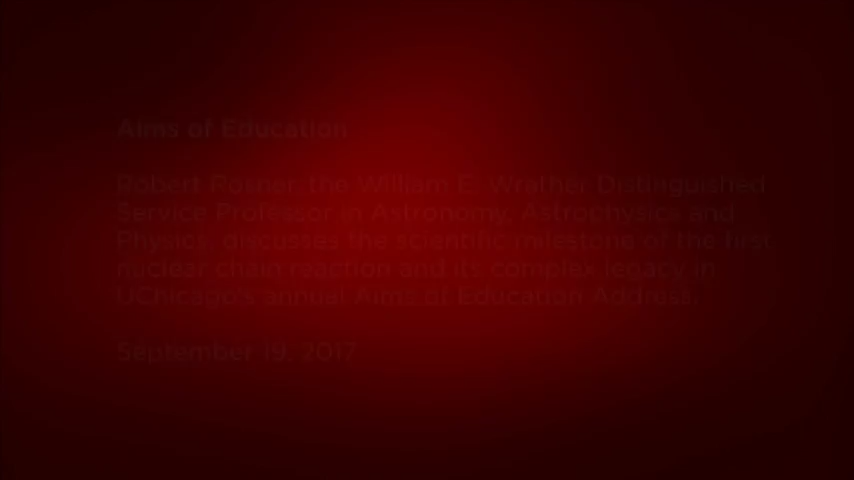 Aims of Education
Robert Rosner, the William E. Wrather Distinguished
Service Professor in Astronomy, Astrophysics and
Physics, discusses the scientific milestone of the first
nuclear chain reaction and its complex legacy in
UChicago's annual Aims of Education Address.
September 19, 2017